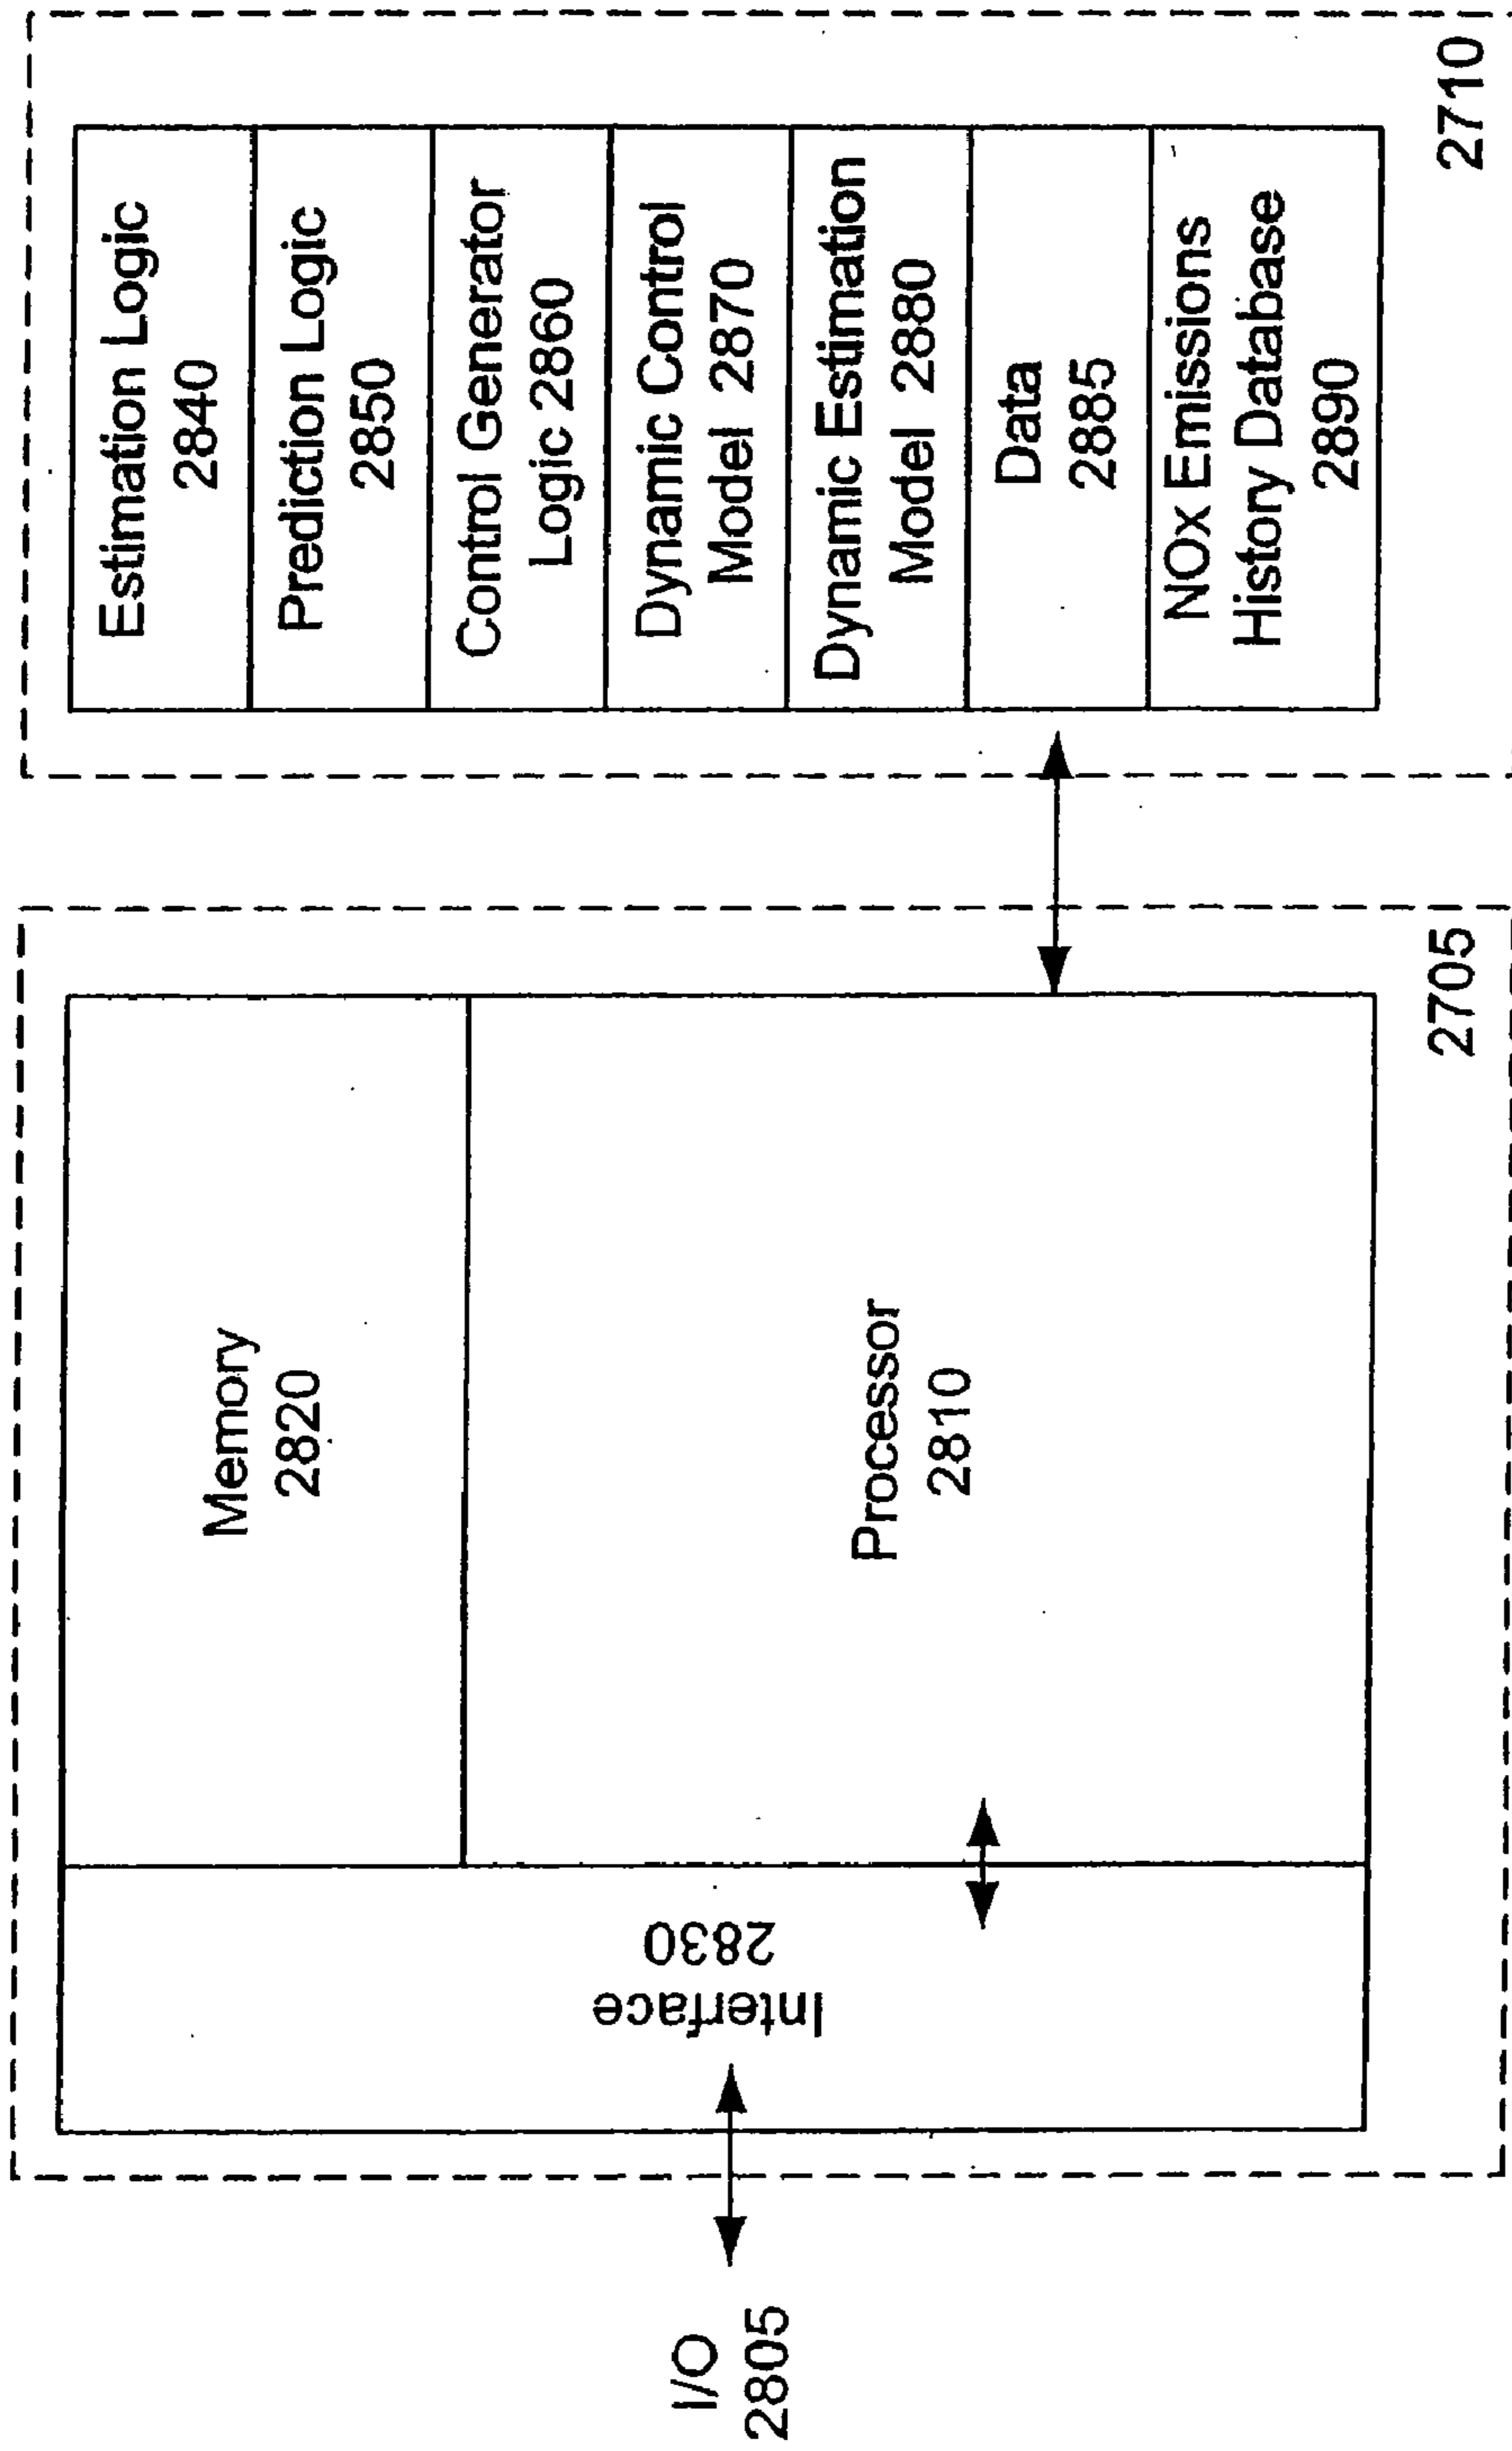 I/O
2805
Interface
2830
Memory
2820
Processor
2810
2705
Estimation Logic
2840
Prediction Logic
2850
Control Generator
Logic 2860
Dynamic Control
Model 2870
Dynamic Estimation
Model 2880
Data
2885
NOx Emissions
History Database
2890
2710